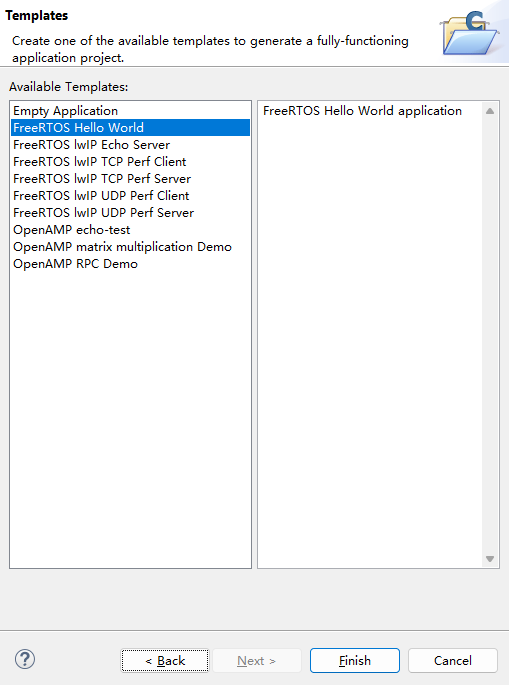 Templates
Create one of the available templates to generate a fully-functioning
application project.
Available Templates:
Empty Application
FreeRTOS Hello World
FreeRTOS lwIP Echo Server
FreeRTOS lwIP TCP Perf Client
FreeRTOS lwIP TCP Perf Server
FreeRTOS lwIP UDP Perf Client
FreeRTOS lwIP UDP Perf Server
OpenAMP echo-test
OpenAMP matrix multiplication Demo
OpenAMP RPC Demo
FreeRTOS Hello World application
? < Back Next > Finish Cancel